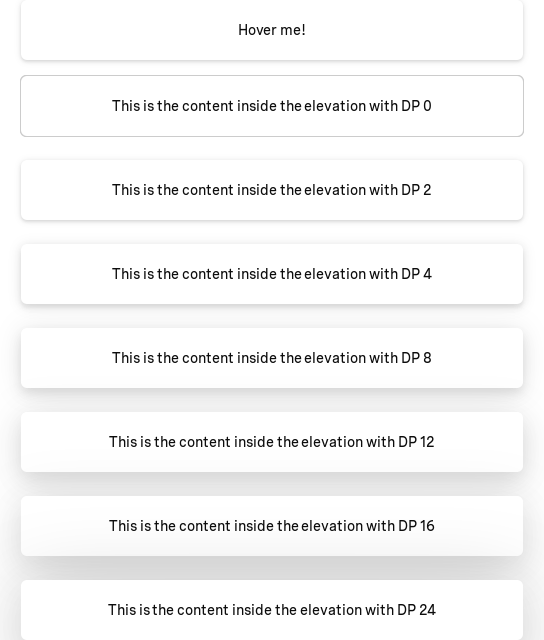 Hover me!
This is the content inside the elevation with DP 0
This is the content inside the elevation with DP 2
This is the content inside the elevation with DP 4
This is the content inside the elevation with DP 8
This is the content inside the elevation with DP 12
This is the content inside the elevation with DP 16
This is the content inside the elevation with DP 24